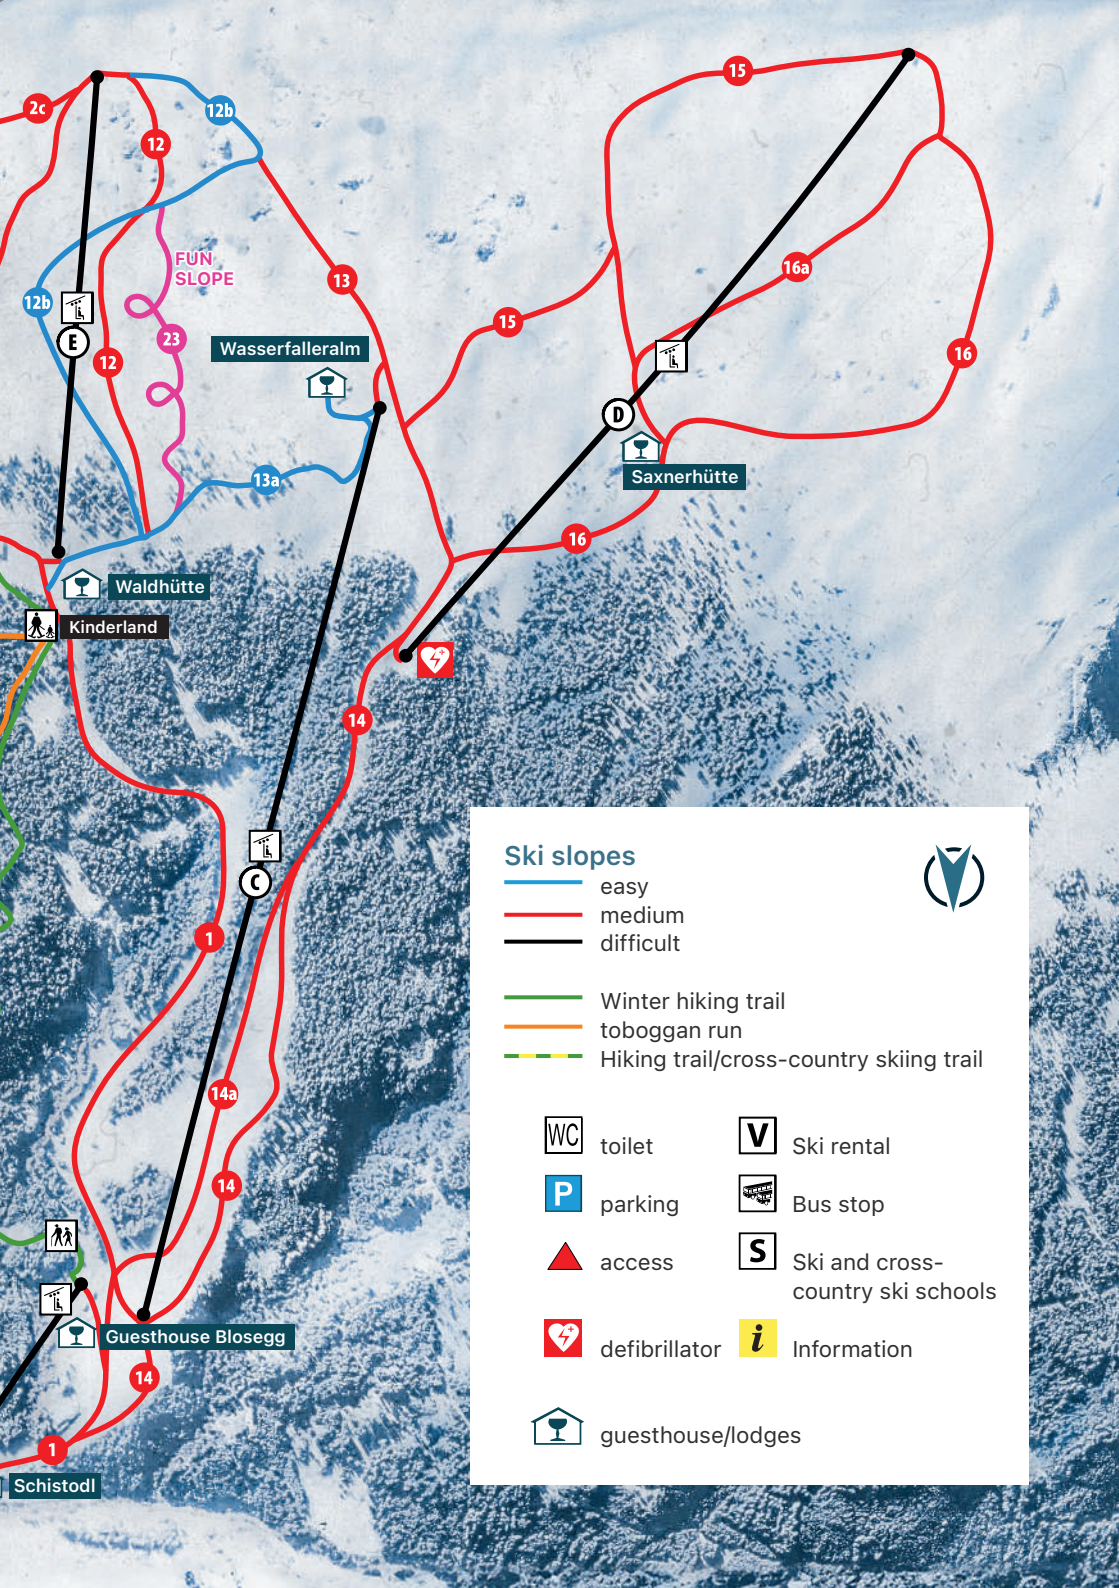 15
2c
12b
12
FUN
SLOPE
13
16a
12b
E
23
15
Wasserfalleralm
12
16
D
Saxnerhütte
13a
16
Waldhütte
Kinderland
14
C
1
14a
14
Guesthouse Blosegg
14
1
Schistodl
Ski slopes
easy
medium
difficult
Winter hiking trail
toboggan run
Hiking trail/cross-country skiing trail
WC toilet
V Ski rental
P parking
Bus stop
access
S Ski and cross-
country ski schools
defibrillator
i Information
guesthouse/lodges